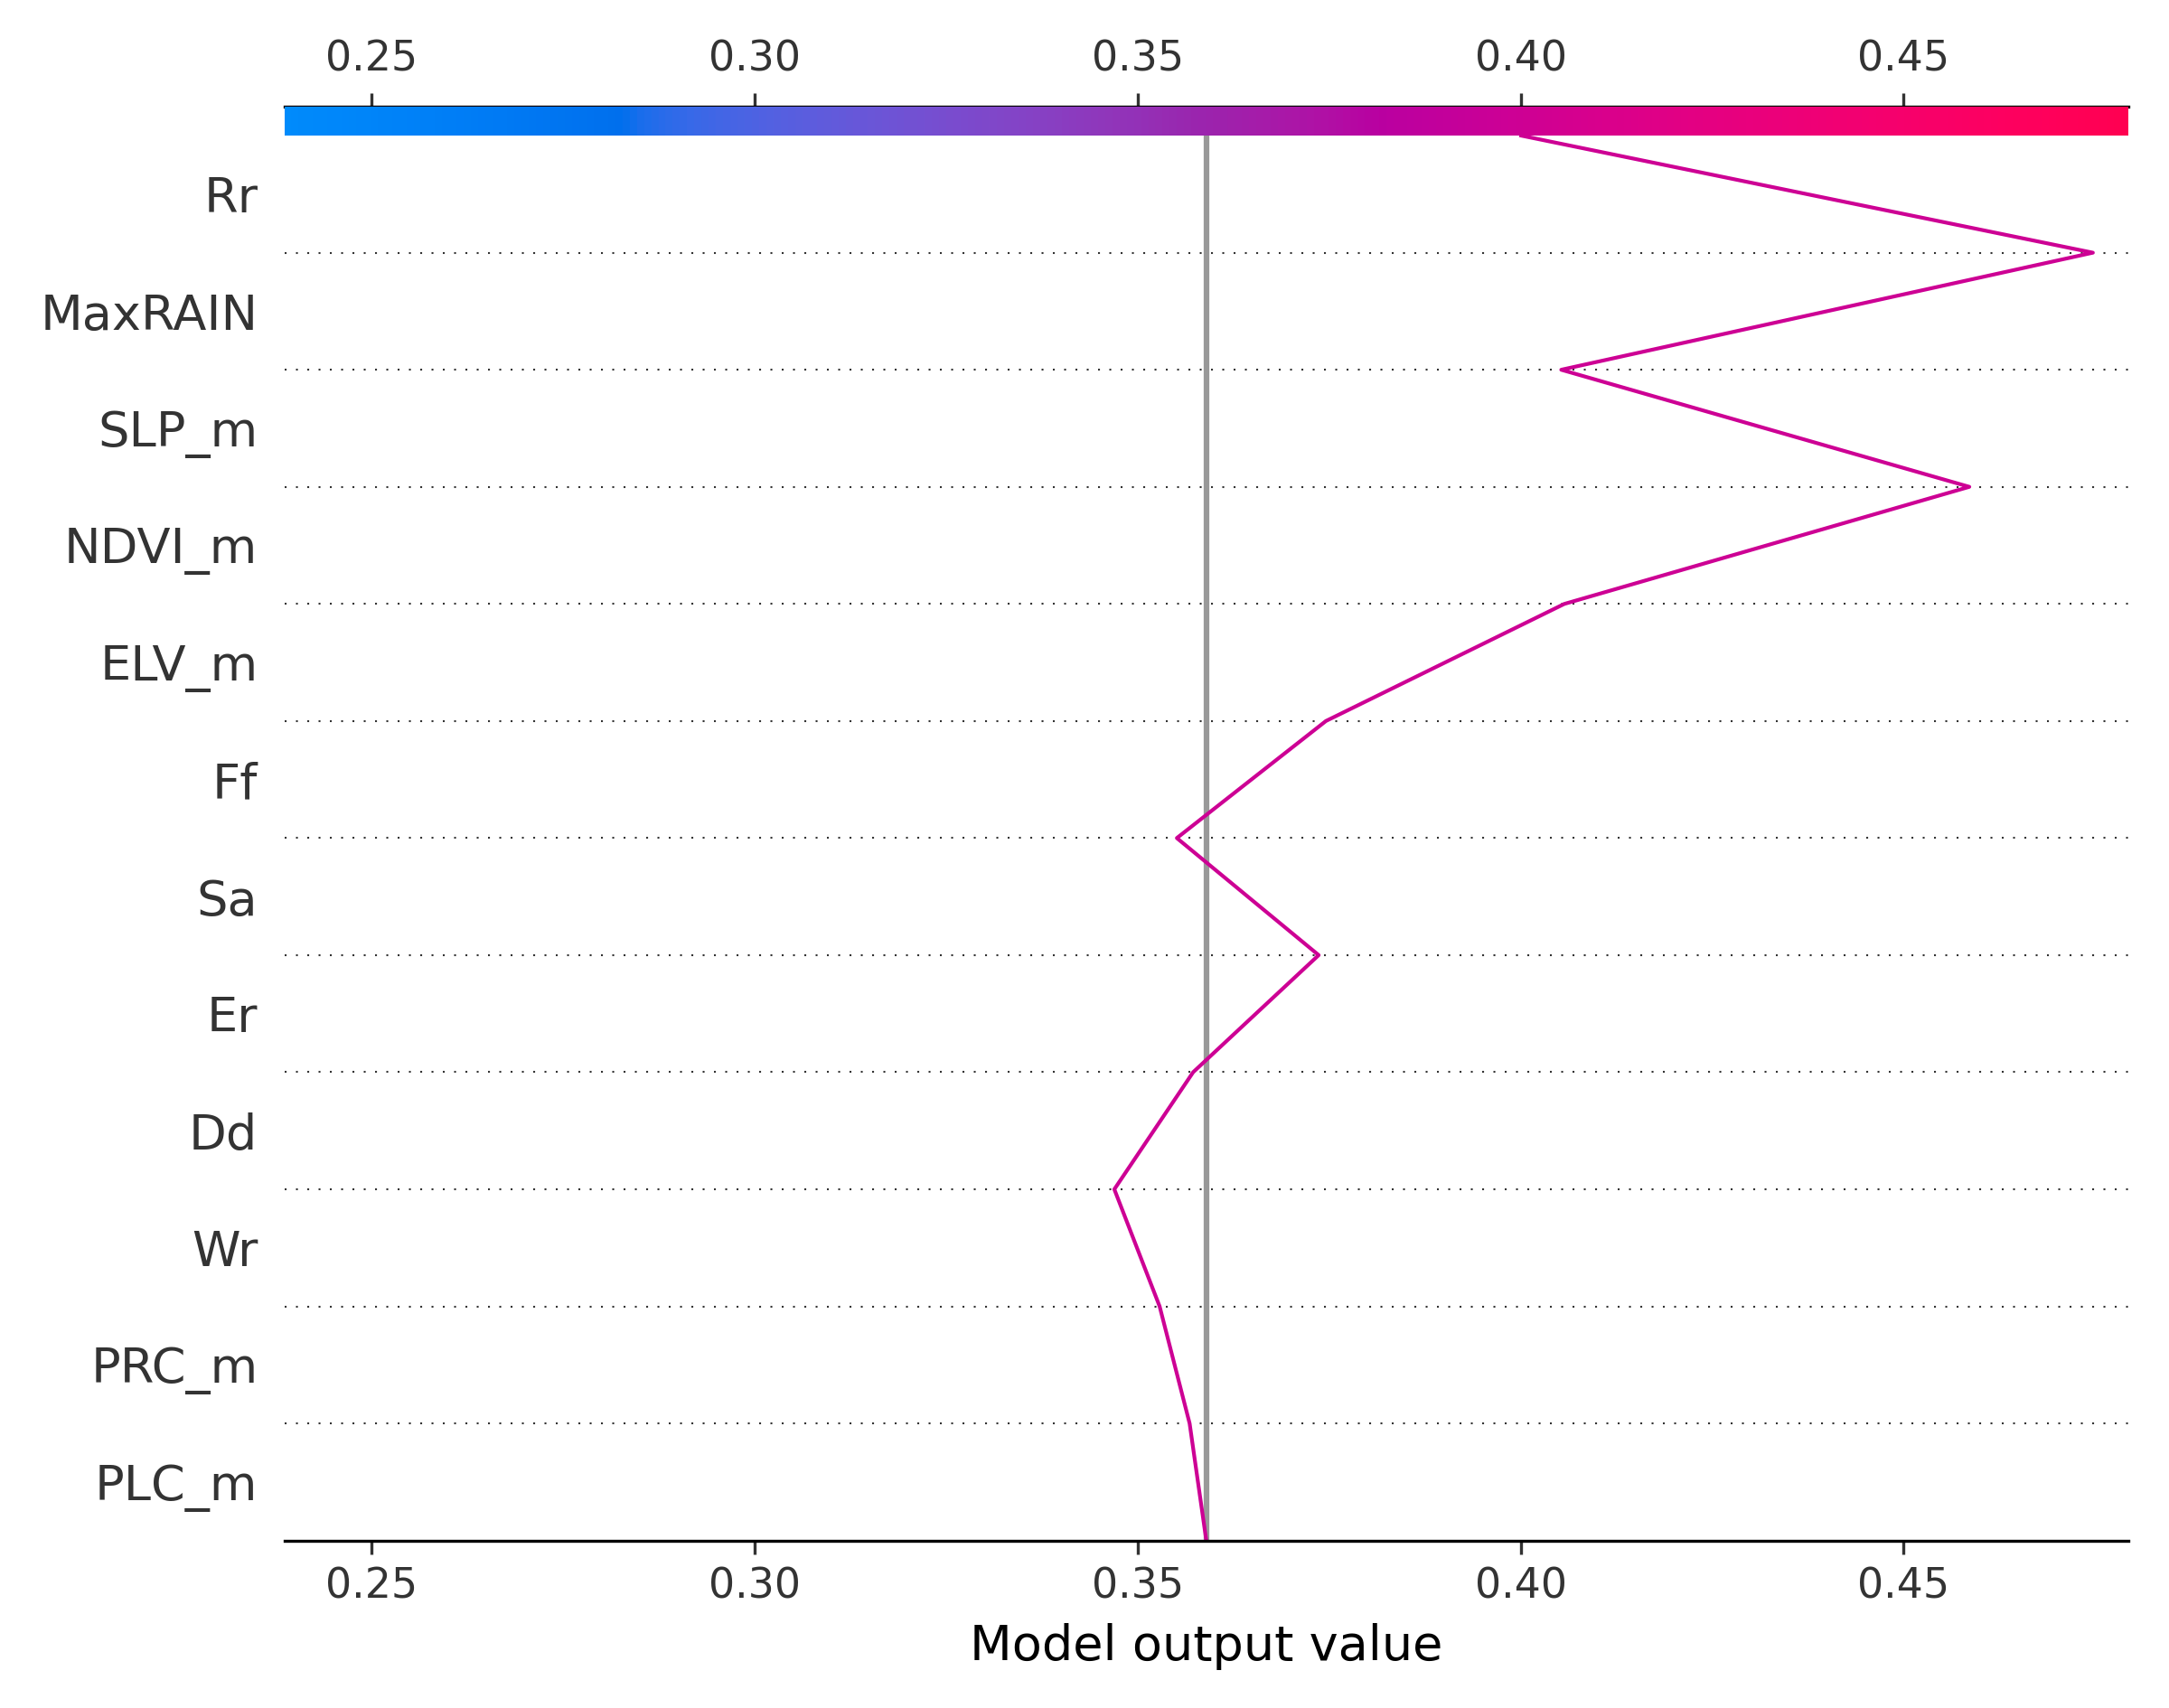 0.25 0.30 0.35 0.40 0.45
Rr
MaxRAIN
SLP_m
NDVI_m
ELV_m
Ff
Sa
Er
Dd
Wr
PRC_m
PLC_m
0.25 0.30 0.35 0.40 0.45
Model output value